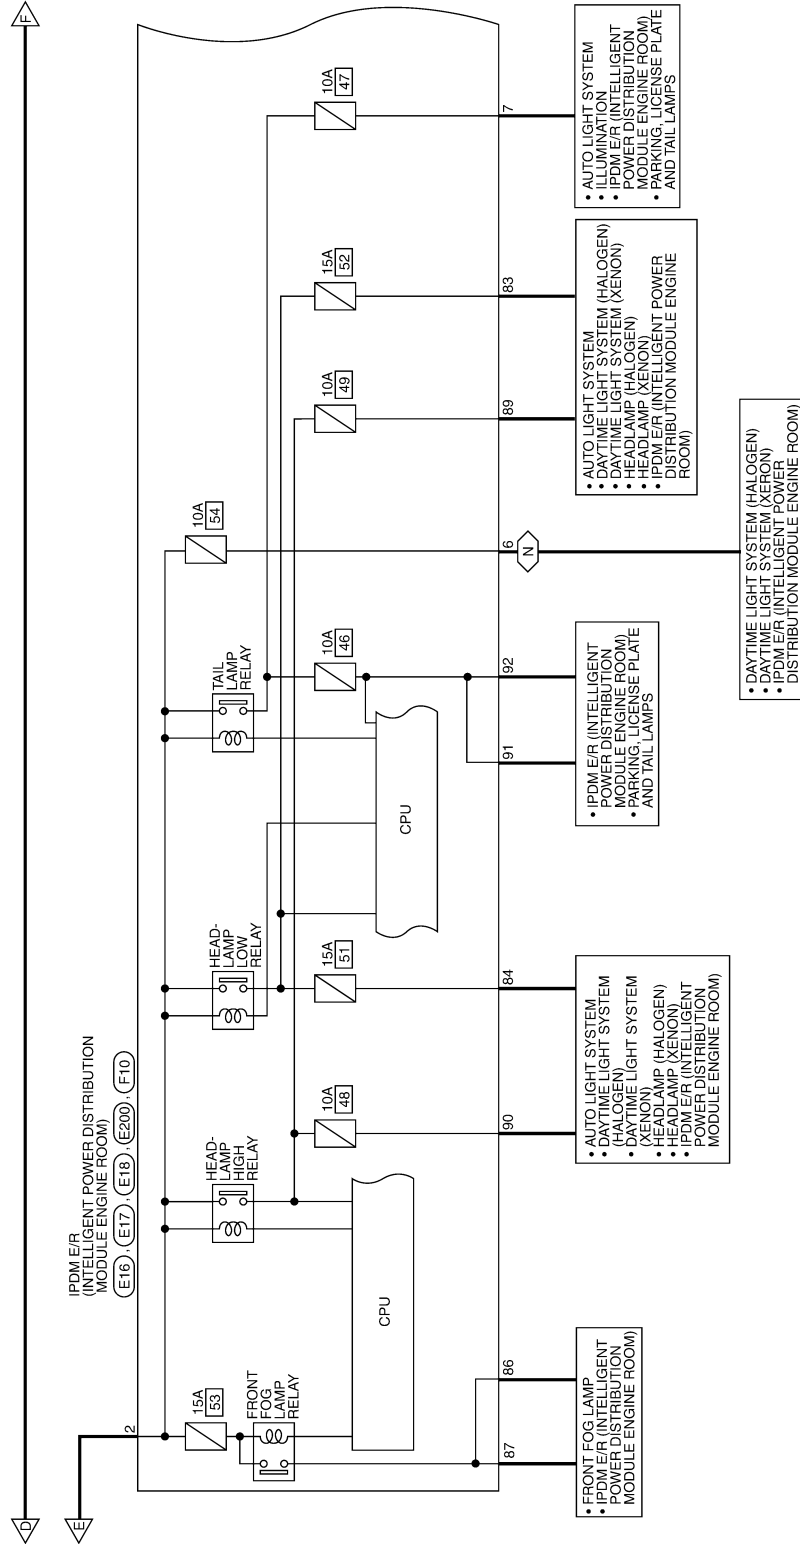 D
F
E
IPDM E/R
(INTELLIGENT POWER DISTRIBUTION
MODULE ENGINE ROOM)
E16 , E17 , E18 , E200 , F10
2
15A
53
FRONT
FOG
LAMP
RELAY
HEAD-
LAMP
HIGH
RELAY
10A
48
HEAD-
LAMP
LOW
RELAY
15A
51
TAIL
LAMP
RELAY
10A
46
10A
54
10A
49
15A
52
10A
47
CPU
CPU
87
86
90
84
91
92
6
89
83
7
N
• FRONT FOG LAMP
• IPDM E/R (INTELLIGENT
POWER DISTRIBUTION
MODULE ENGINE ROOM)
• AUTO LIGHT SYSTEM
• DAYTIME LIGHT SYSTEM
(HALOGEN)
• DAYTIME LIGHT SYSTEM
(XENON)
• HEADLAMP (HALOGEN)
• HEADLAMP (XENON)
• IPDM E/R (INTELLIGENT
POWER DISTRIBUTION
MODULE ENGINE ROOM)
• IPDM E/R (INTELLIGENT
POWER DISTRIBUTION
MODULE ENGINE ROOM)
• PARKING, LICENSE PLATE
AND TAIL LAMPS
• DAYTIME LIGHT SYSTEM (HALOGEN)
• DAYTIME LIGHT SYSTEM (XERON)
• IPDM E/R (INTELLIGENT POWER
DISTRIBUTION MODULE ENGINE ROOM)
• AUTO LIGHT SYSTEM
• DAYTIME LIGHT SYSTEM (HALOGEN)
• DAYTIME LIGHT SYSTEM (XENON)
• HEADLAMP (HALOGEN)
• HEADLAMP (XENON)
• IPDM E/R (INTELLIGENT POWER
DISTRIBUTION MODULE ENGINE
ROOM)
• AUTO LIGHT SYSTEM
• ILLUMINATION
• IPDM E/R (INTELLIGENT
POWER DISTRIBUTION
MODULE ENGINE ROOM)
• PARKING, LICENSE PLATE
AND TAIL LAMPS